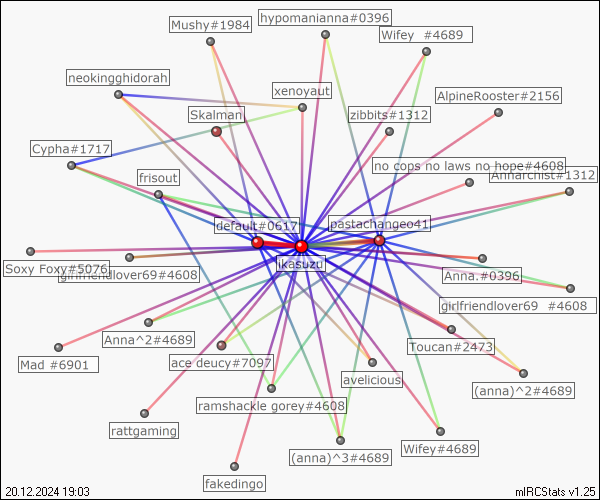 hypomanianna#0396
Mushy#1984
Wifey  #4689
neokingghidorah
xenoyaut
AlpineRooster#2156
Skalman
zibbits#1312
Cypha#1717
no cops no laws no hope#4608
Annarchist#1312
frisout
default#0617
pastachangeo41
ikasuzu
Soxy Foxy#5076
girlfriendlover69#4608
Anna.#0396
girlfriendlover69  #4608
Anna^2#4689
Toucan#2473
Mad #6901
ace deucy#7097
avelicious
(anna)^2#4689
ramshackle gorey#4608
rattgaming
(anna)^3#4689
Wifey#4689
fakedingo
20.12.2024 19:03
mIRCStats v1.25